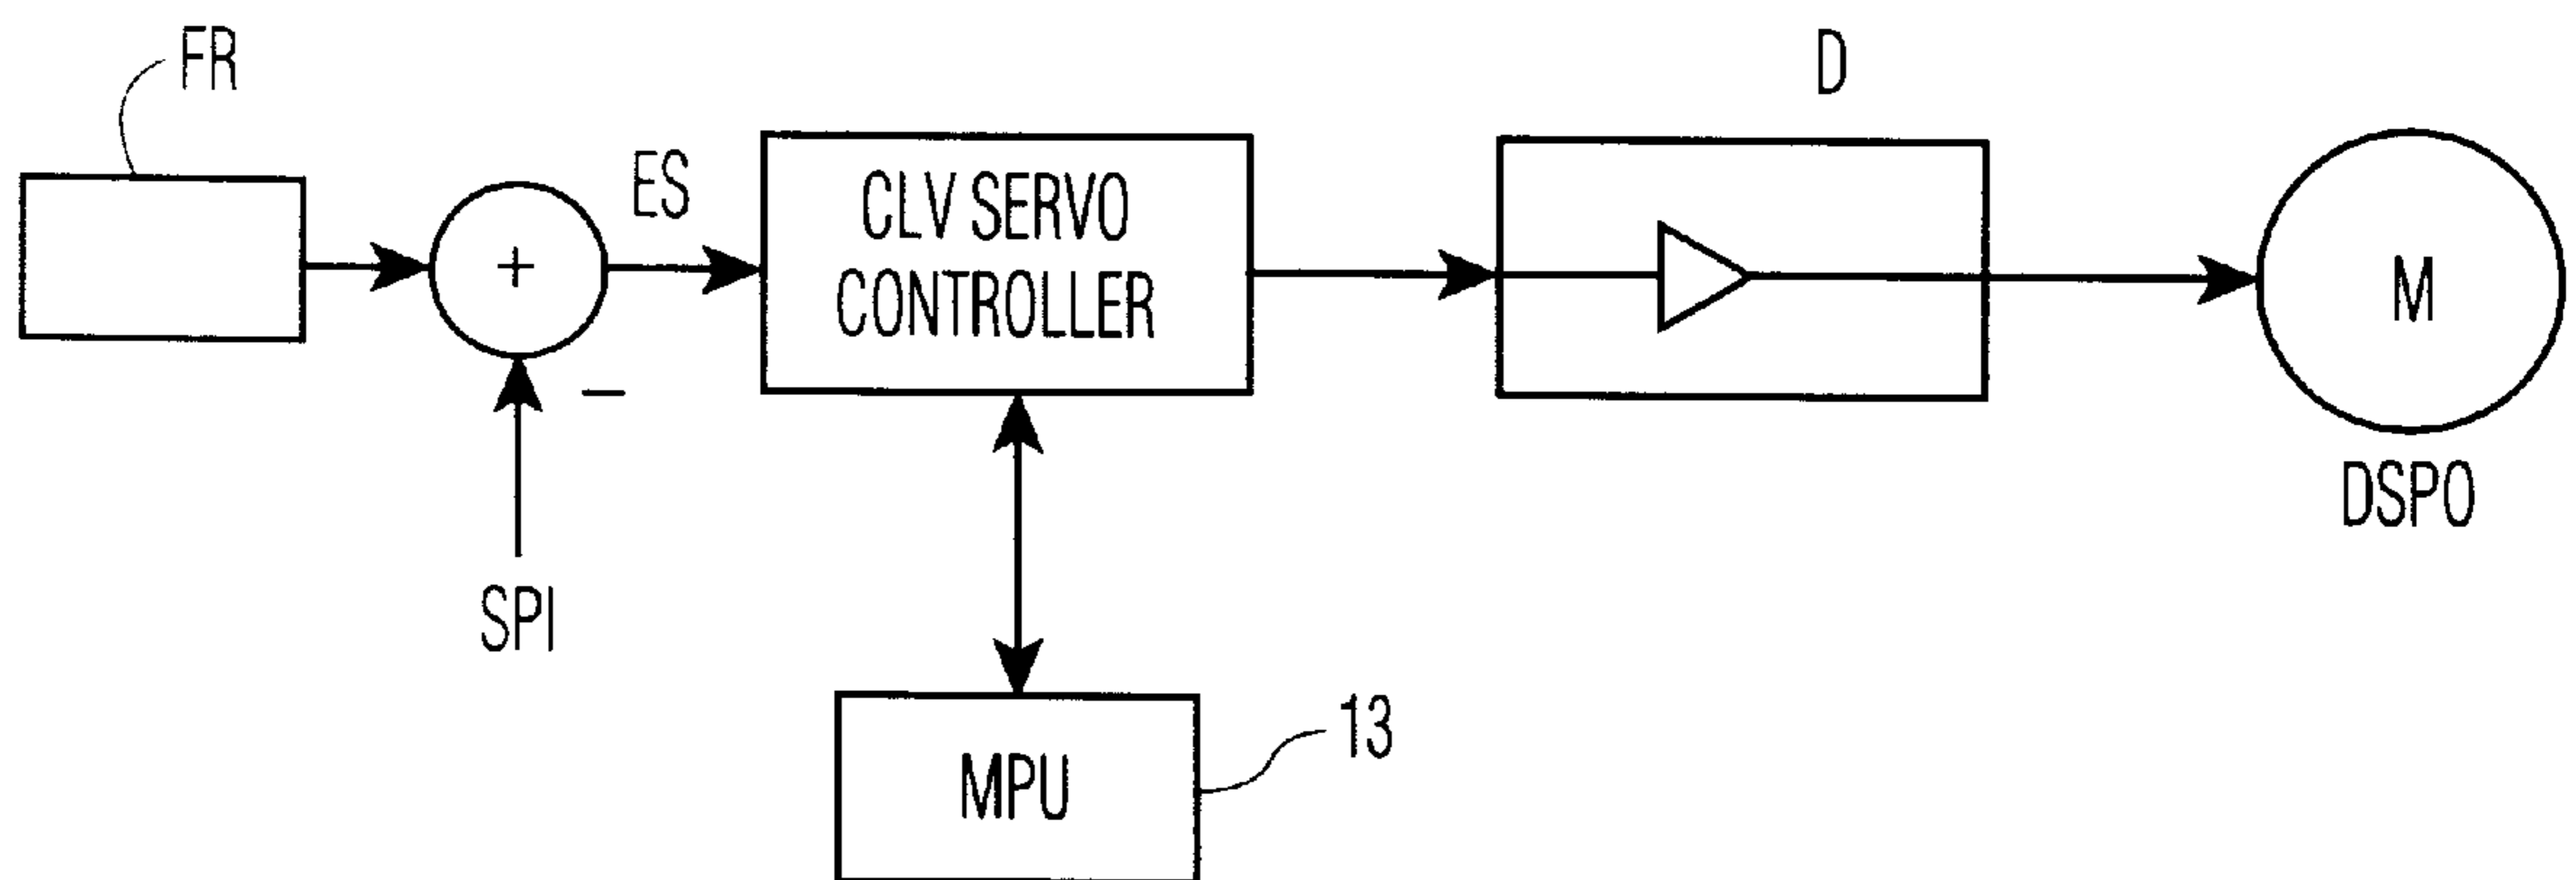 FR
D
ES
CLV SERVO
CONTROLLER
+
M
–
DSPO
SPI
13
MPU